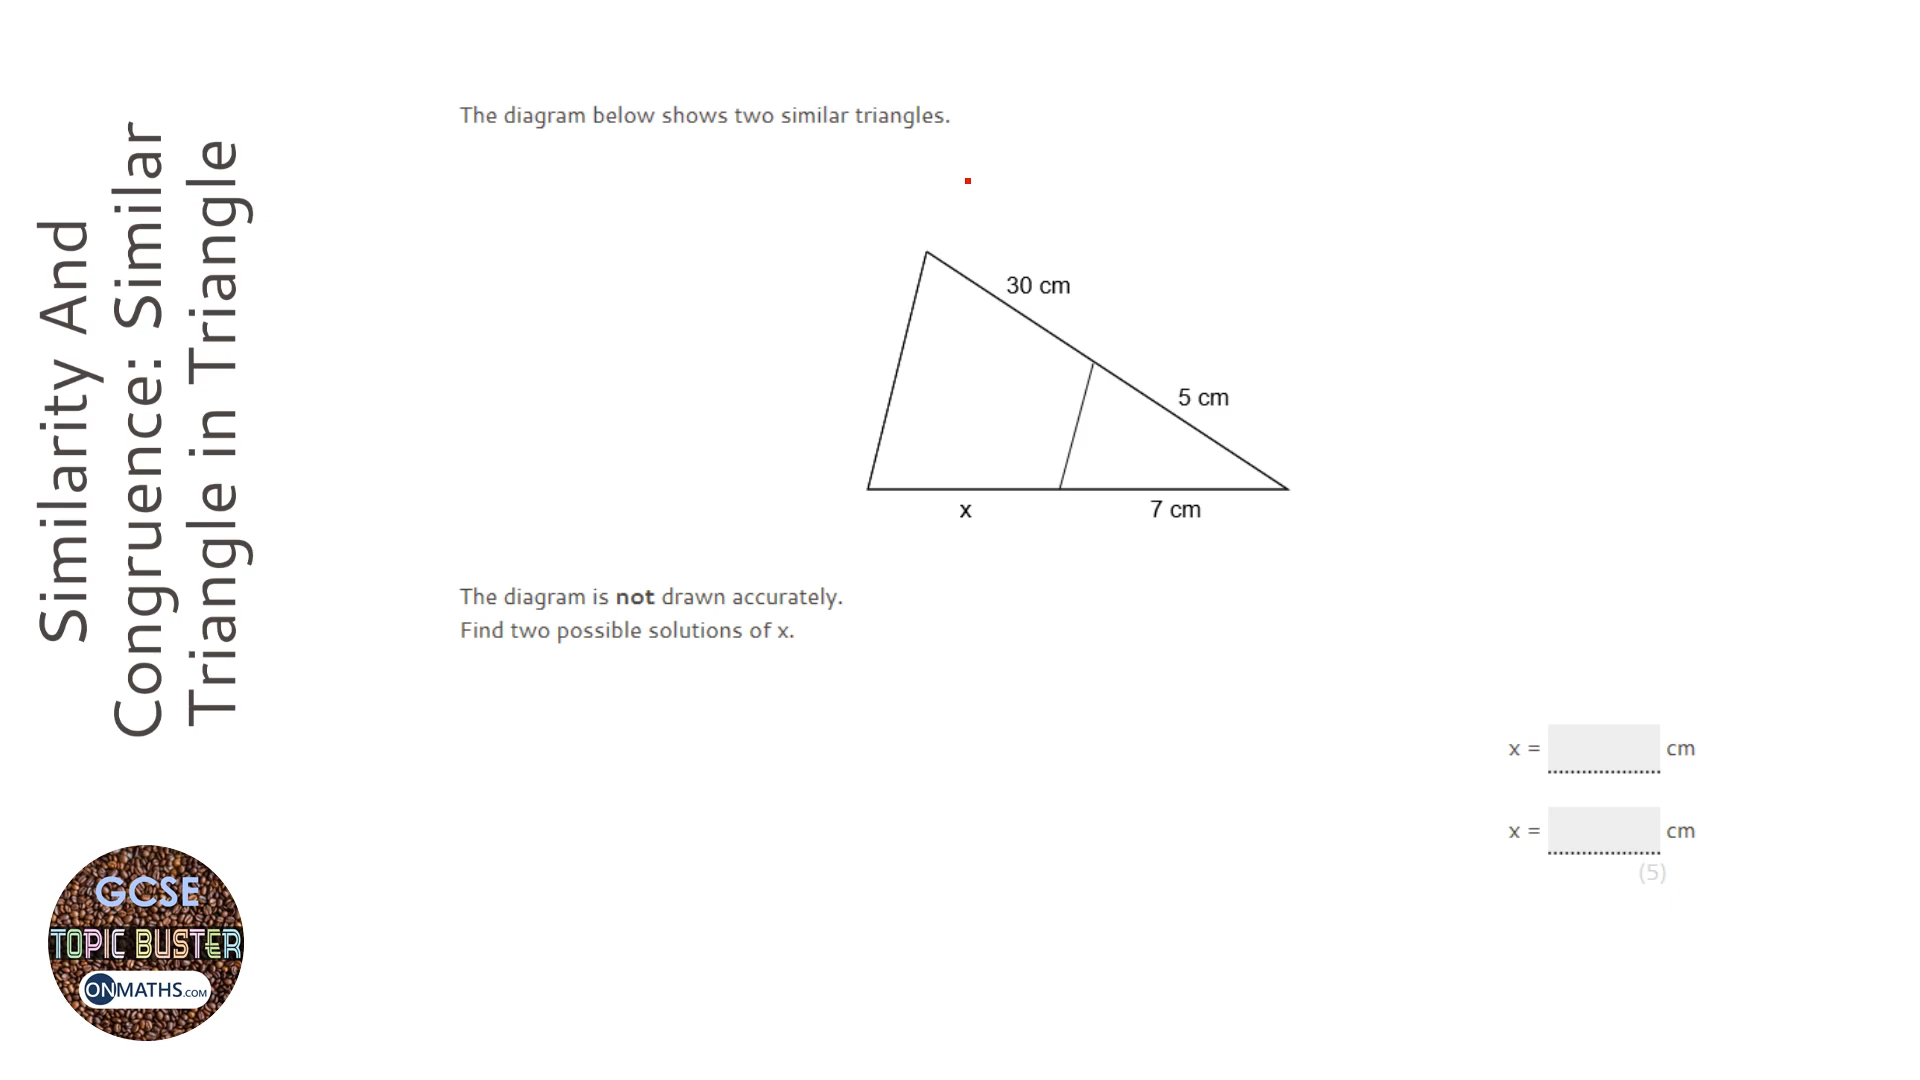 Similarity And
Congruence: Similar
Triangle in Triangle
The diagram below shows two similar triangles.
30 cm
5 cm
x
7 cm
The diagram is not drawn accurately.
Find two possible solutions of x.
x = cm
x = cm
(5)
GCSE
TOPIC BUSTER
ONMATHS.COM